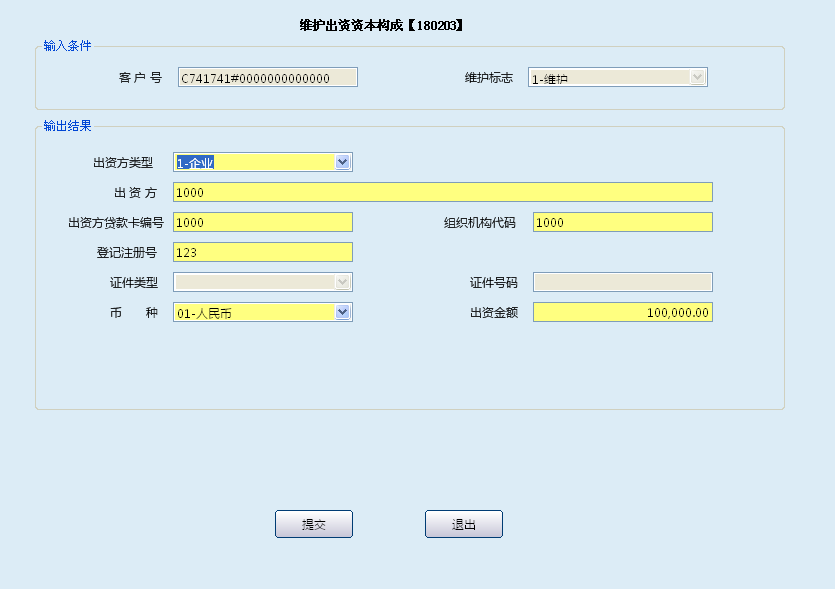 维护出资资本构成【180203】
输入条件
客 户 号 C741741#0000000000000 维护标志 1-维护
输出结果
出资方类型 1-企业
出 资 方 1000
出资方贷款卡编号 1000 组织机构代码 1000
登记注册号 123
证件类型 证件号码
币 种 01-人民币 出资金额 100,000.00
提交 退出